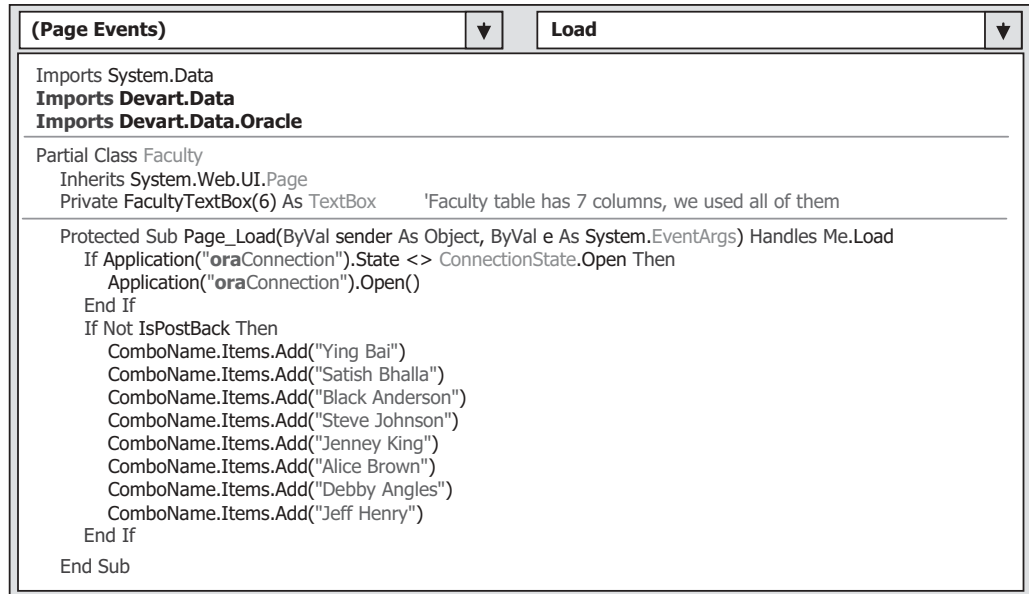 (Page Events) Load
Imports System.Data
Imports Devart.Data
Imports Devart.Data.Oracle
Partial Class Faculty
Inherits System.Web.UI.Page
Private FacultyTextBox(6) As TextBox 'Faculty table has 7 columns, we used all of them
Protected Sub Page_Load(ByVal sender As Object, ByVal e As System.EventArgs) Handles Me.Load
If Application("oraConnection").State <> ConnectionState.Open Then
Application("oraConnection").Open()
End If
If Not IsPostBack Then
ComboName.Items.Add("Ying Bai")
ComboName.Items.Add("Satish Bhalla")
ComboName.Items.Add("Black Anderson")
ComboName.Items.Add("Steve Johnson")
ComboName.Items.Add("Jenney King")
ComboName.Items.Add("Alice Brown")
ComboName.Items.Add("Debby Angles")
ComboName.Items.Add("Jeff Henry")
End If
End Sub